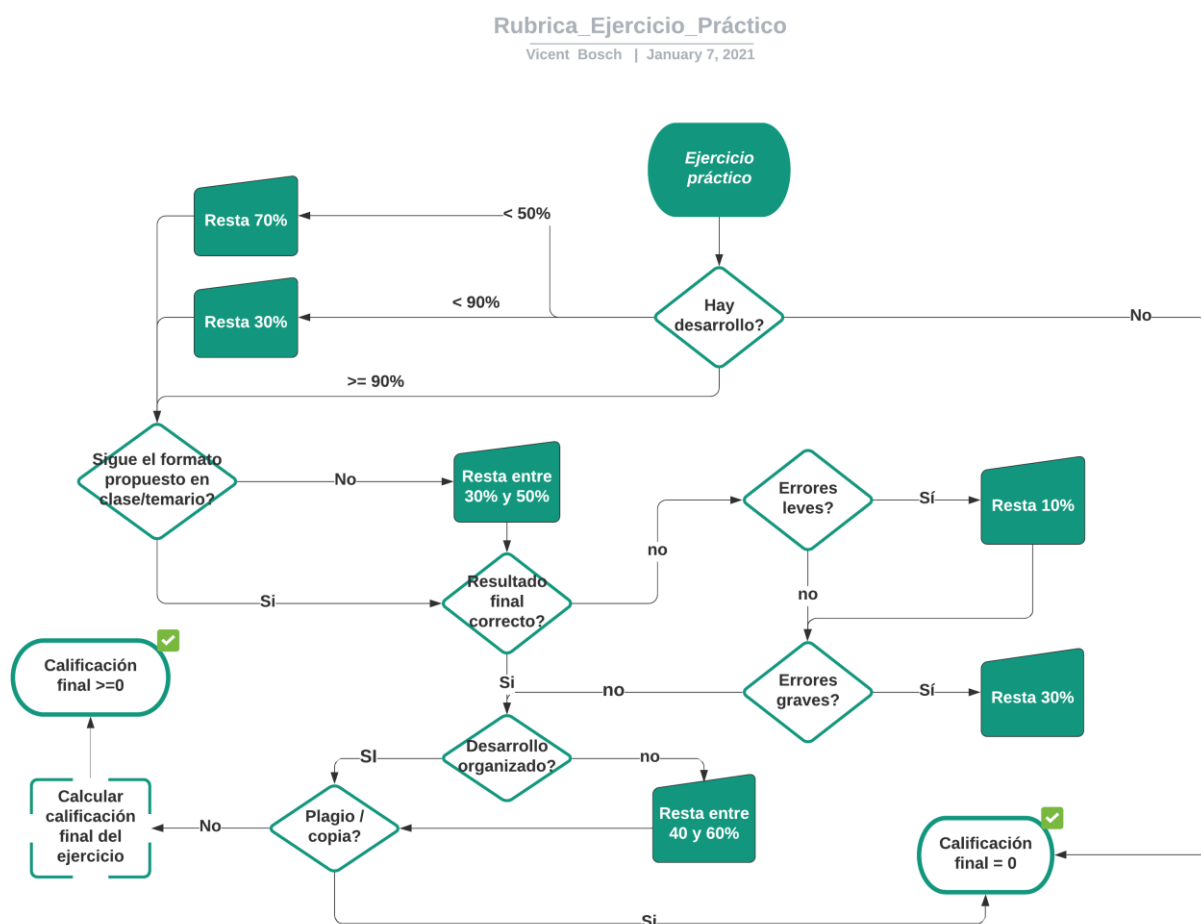 Rubrica_Ejercicio_Práctico
Vicent Bosch | January 7, 2021
Ejercicio
práctico
< 50%
Resta 70%
Hay
desarrollo?
< 90%
Resta 30%
No
>= 90%
Sigue el formato
propuesto en
clase/temario?
No
Resta entre
30% y 50%
Errores
leves?
Sí
Resta 10%
no
Si
Resultado
final
correcto?
no
Calificación
final >=0
Si
no
Errores
graves?
Sí
Resta 30%
Desarrollo
organizado?
SI
no
Calcular
calificación
final del
ejercicio
No
Plagio /
copia?
Resta entre
40 y 60%
Calificación
final = 0
Si